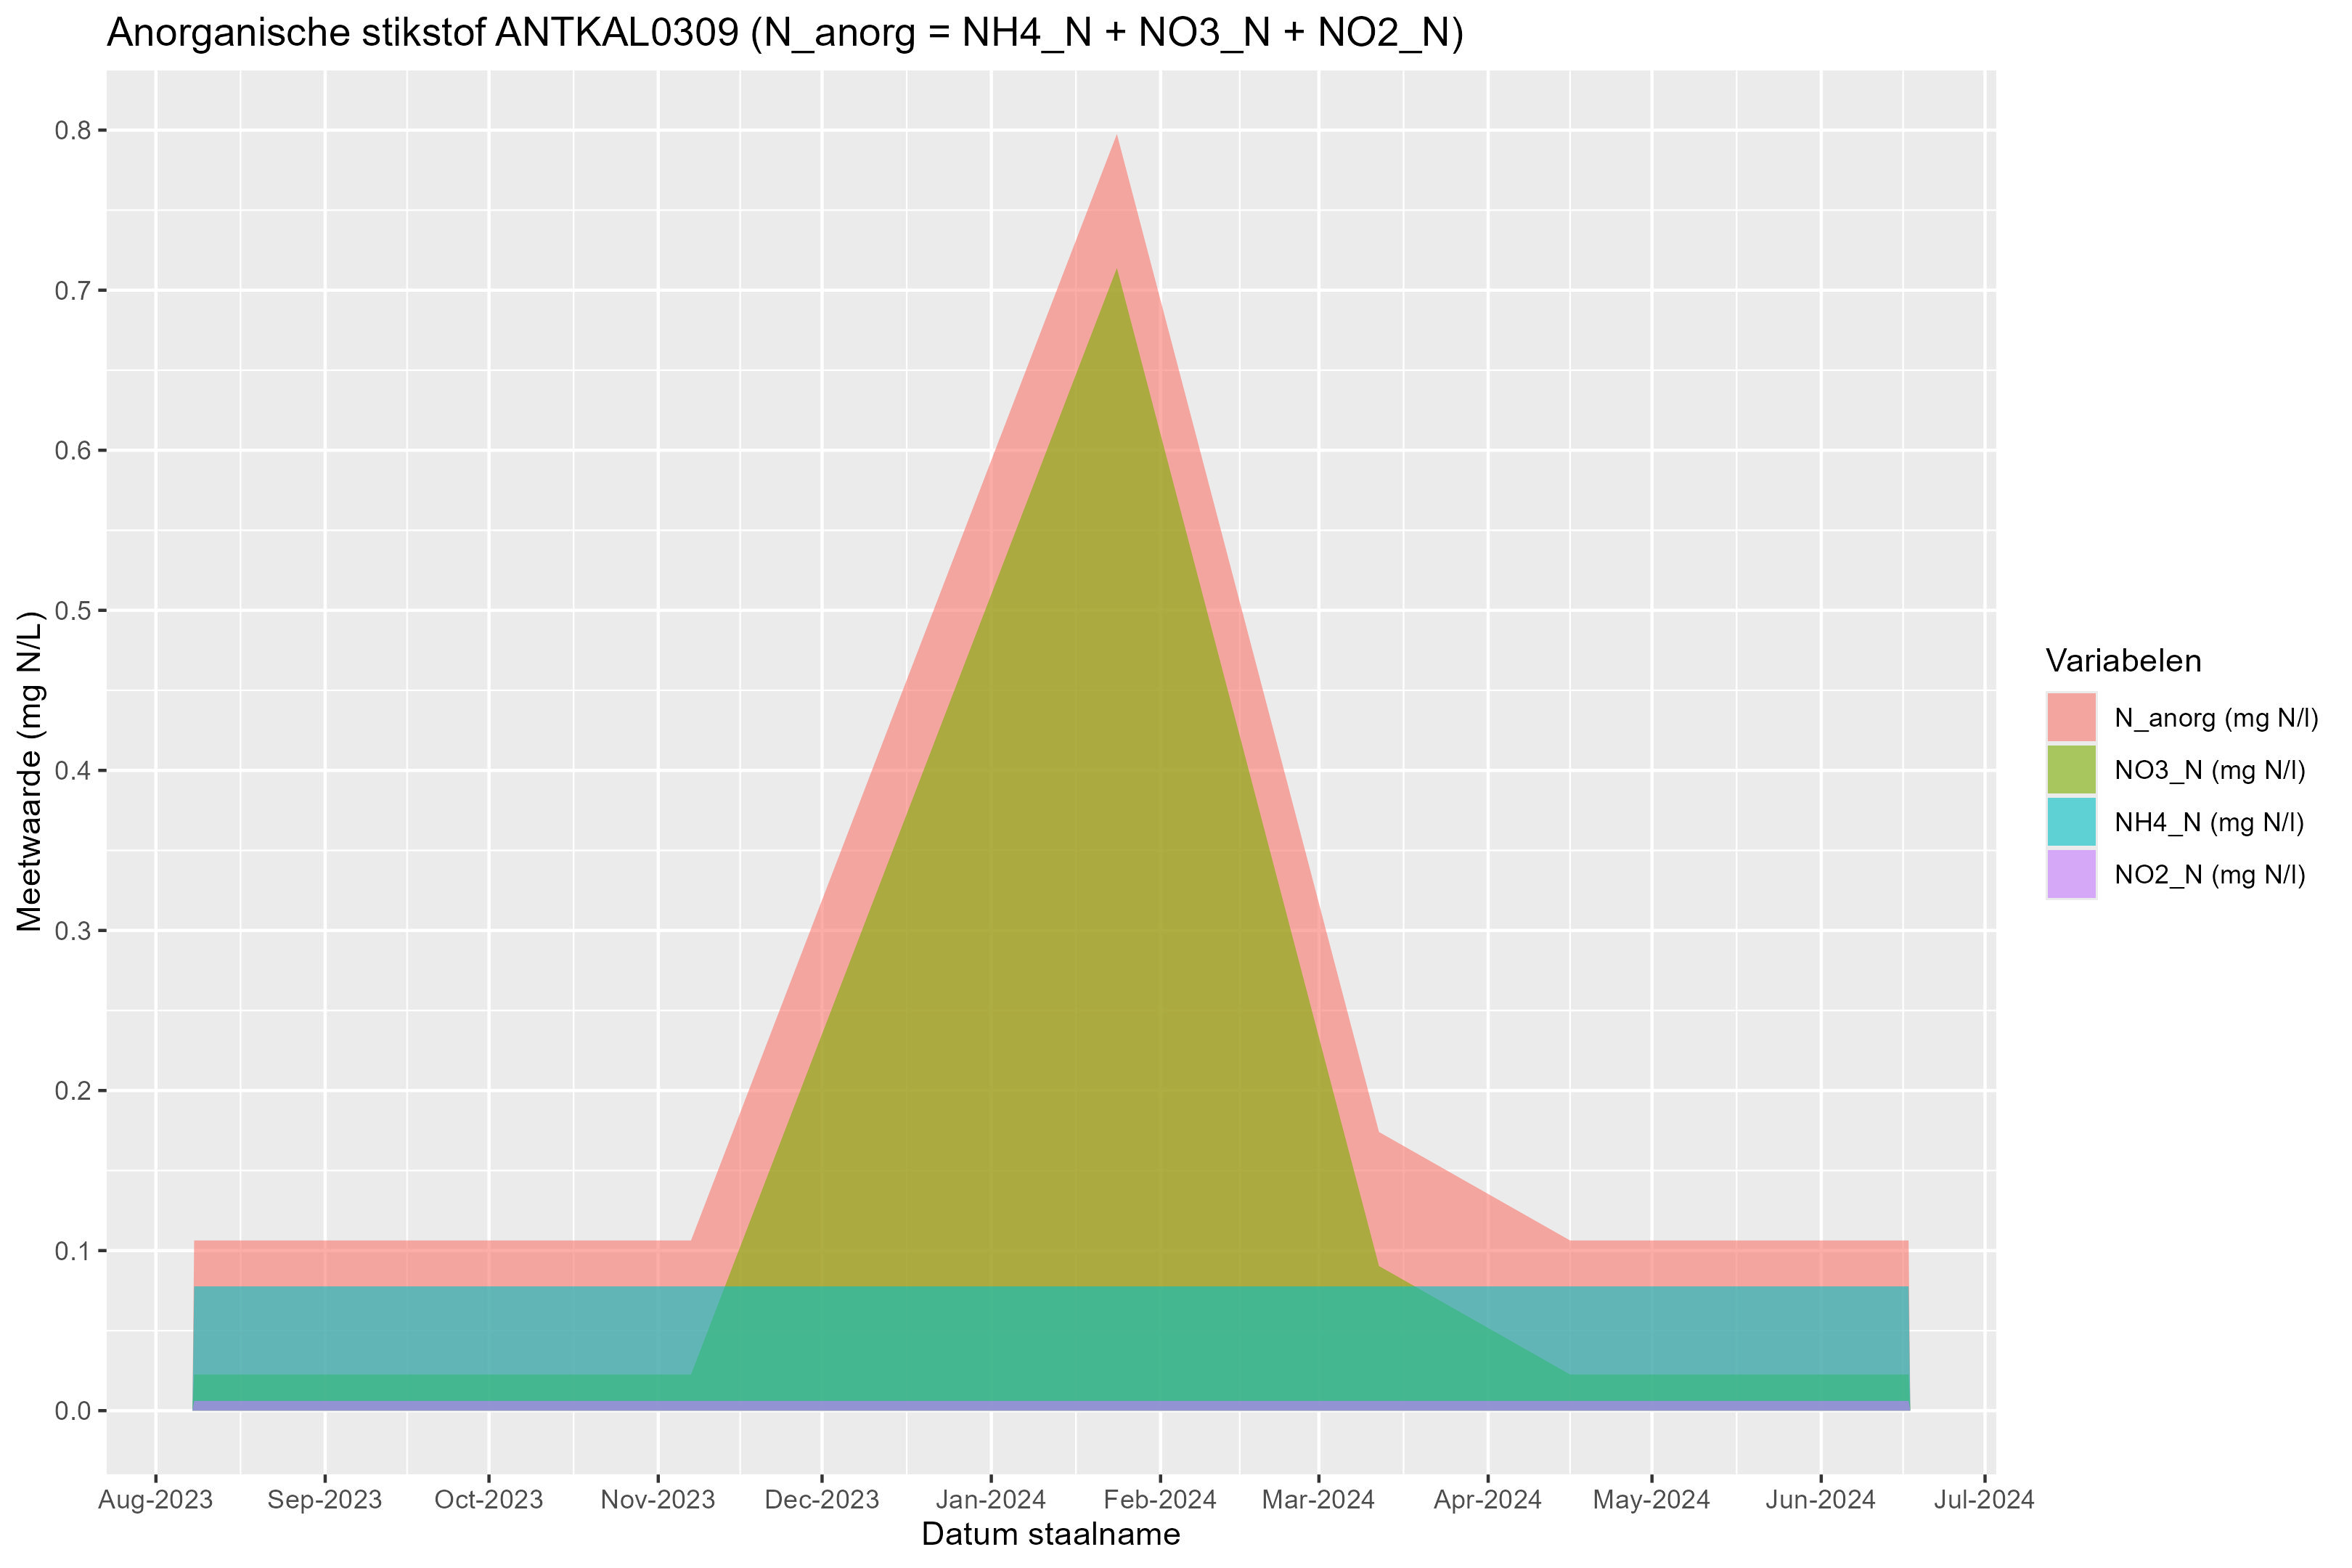 Anorganische stikstof ANTKAL0309 (N_anorg = NH4_N + NO3_N + NO2_N)
Meetwaarde (mg N/L)
0.8
0.7
0.6
0.5
0.4
0.3
0.2
0.1
0.0
Aug-2023 Sep-2023 Oct-2023 Nov-2023 Dec-2023 Jan-2024 Feb-2024 Mar-2024 Apr-2024 May-2024 Jun-2024 Jul-2024
Datum staalname
Variabelen
N_anorg (mg N/l)
NO3_N (mg N/l)
NH4_N (mg N/l)
NO2_N (mg N/l)